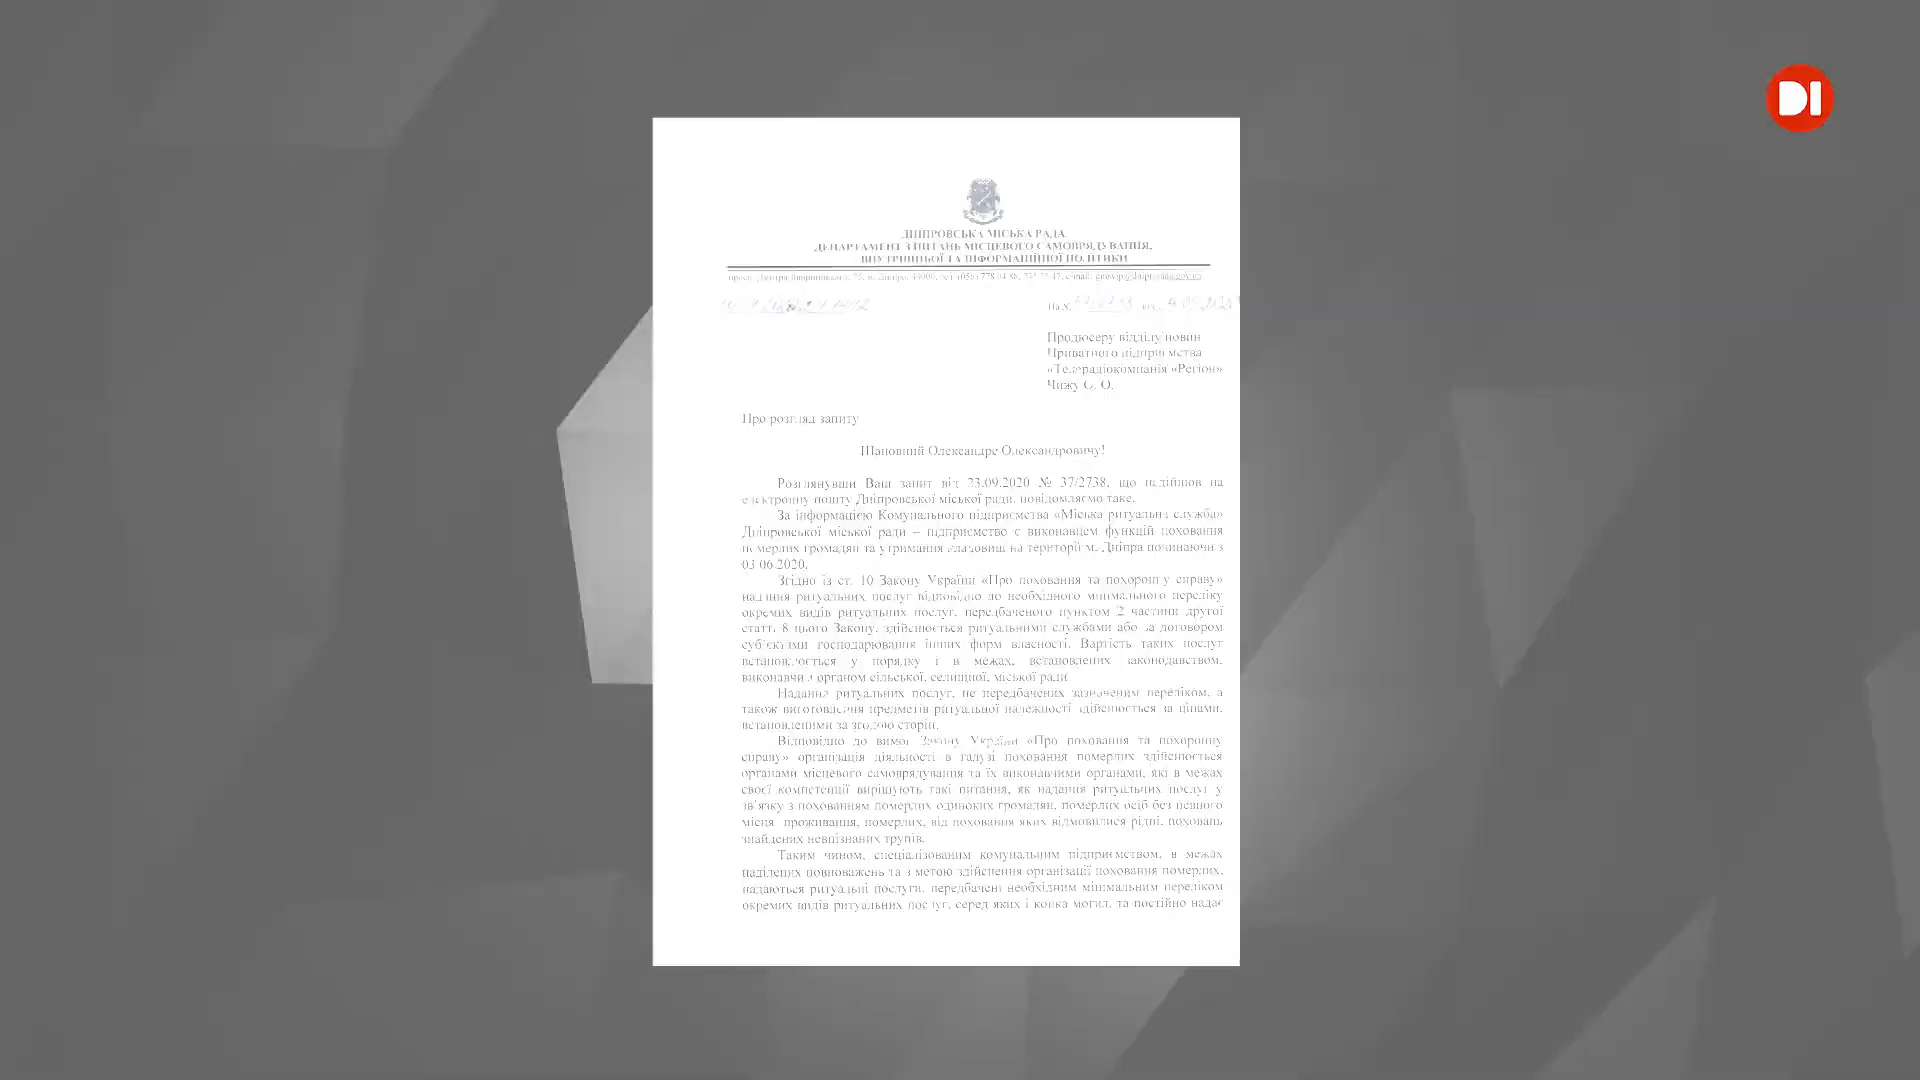 DI
ДНІПРОВСЬКА МІСЬКА РАДА
ДЕПАРТАМЕНТ З ПИТАНЬ МІСЦЕВОГО САМОВРЯДУВАННЯ,
ВНУТРІШНЬОЇ ТА ІНФОРМАЦІЙНОЇ ПОЛІТИКИ
На №
Продюсеру відділу новин
Приватного підприємства
«Телерадіокомпанія «Регіон»
Чижу О. О.
Про розгляд запиту
Шановний Олександре Олександровичу!
Розглянувши Ваш запит від 23.09.2020 № 37/2738, що надійшов на
електронну пошту Дніпровської міської ради, повідомляємо таке.
За інформацією Комунального підприємства «Міська ритуальна служба»
Дніпровської міської ради – підприємство є виконавцем функцій поховання
померлих громадян та утримання кладовищ на території м. Дніпра починаючи з
03.06.2020.
Згідно із ст. 10 Закону України «Про поховання та похоронну справу»
надання ритуальних послуг відповідно до необхідного мінімального переліку
окремих видів ритуальних послуг, передбаченого пунктом 2 частини другої
статті 8 цього Закону, здійснюється ритуальними службами або за договором
суб'єктами господарювання інших форм власності. Вартість таких послуг
встановлюється у порядку і в межах, встановлених законодавством,
виконавчим органом сільської, селищної, міської ради.
Надання ритуальних послуг, не передбачених зазначеним переліком, а
також виготовлення предметів ритуальної належності здійснюється за цінами,
встановленими за згодою сторін.
Відповідно до вимог Закону України «Про поховання та похоронну
справу» організація діяльності в галузі поховання померлих здійснюється
органами місцевого самоврядування та їх виконавчими органами, які в межах
своєї компетенції вирішують такі питання, як надання ритуальних послуг у
зв'язку з похованням померлих одиноких громадян, померлих осіб без певного
місця проживання, померлих, від поховання яких відмовилися рідні, поховань
знайдених невпізнаних трупів.
Таким чином, спеціалізованим комунальним підприємством, в межах
наділених повноважень та з метою здійснення організації поховання померлих,
надаються ритуальні послуги, передбачені необхідним мінімальним переліком
окремих видів ритуальних послуг, серед яких і копка могил, та постійно надає